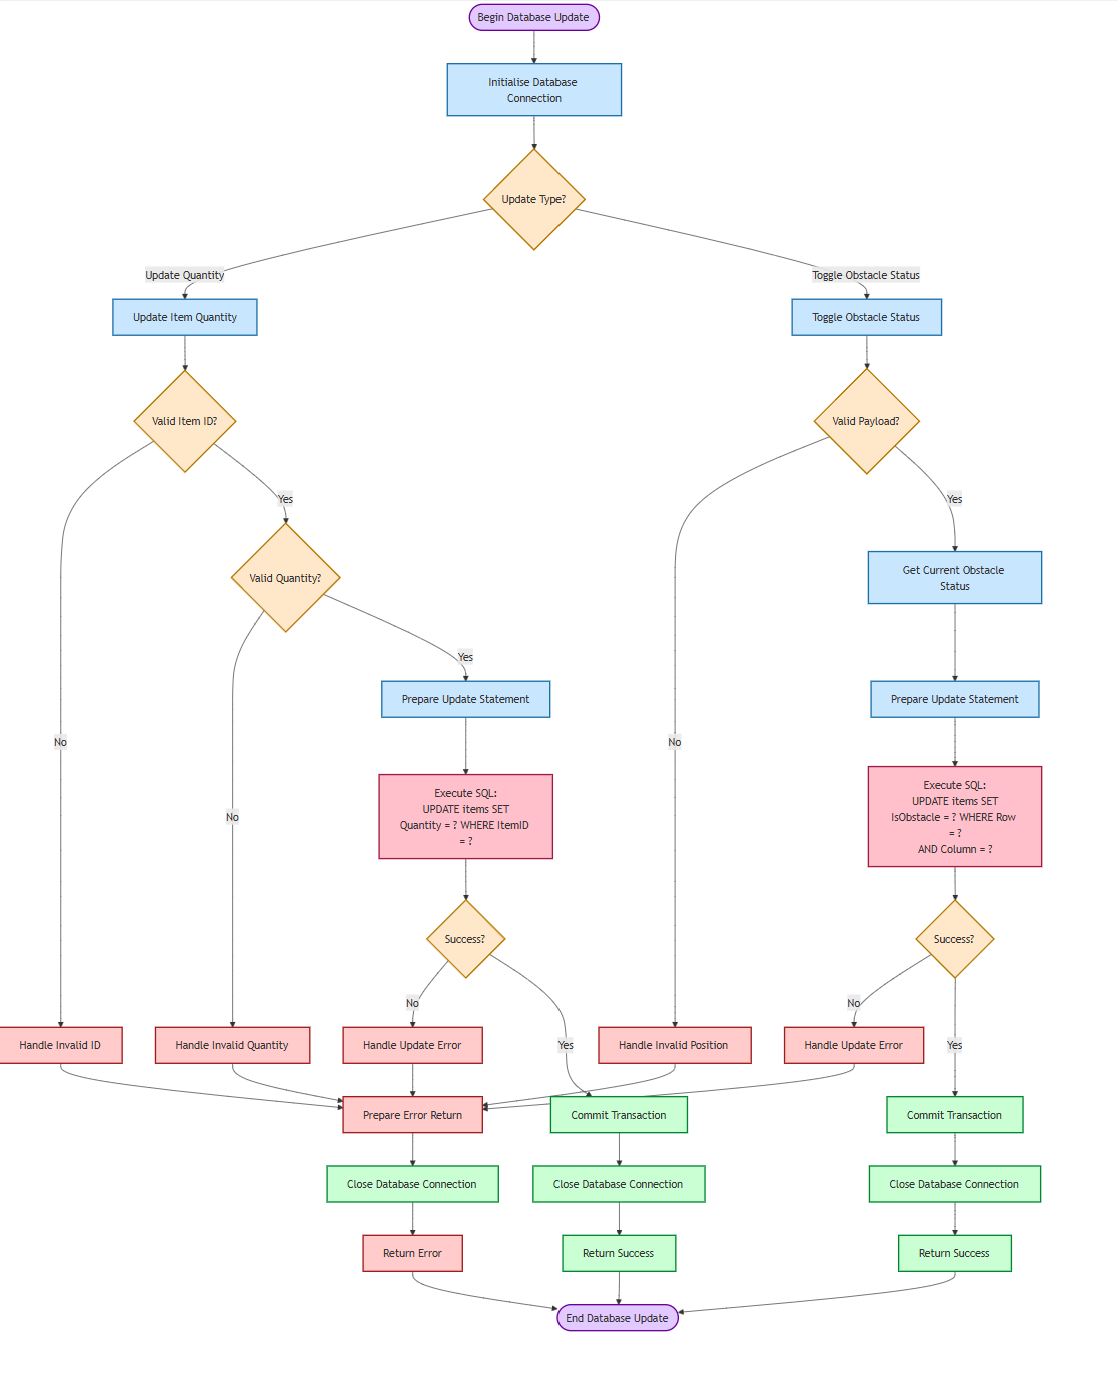 Begin Database Update
Initialise Database
Connection
Update Type?
Update Quantity
Toggle Obstacle Status
Update Item Quantity
Toggle Obstacle Status
Valid Item ID?
Valid Payload?
Yes
Yes
Valid Quantity?
Get Current Obstacle
Status
Yes
Prepare Update Statement
Prepare Update Statement
No
No
Execute SQL:
UPDATE items SET
Quantity = ? WHERE ItemID
= ?
Execute SQL:
UPDATE items SET
IsObstacle = ? WHERE Row
= ?
AND Column = ?
No
Success?
Success?
No
No
Handle Invalid ID
Handle Invalid Quantity
Handle Update Error
Yes
Handle Invalid Position
Handle Update Error
Yes
Prepare Error Return
Commit Transaction
Commit Transaction
Close Database Connection
Close Database Connection
Close Database Connection
Return Error
Return Success
Return Success
End Database Update